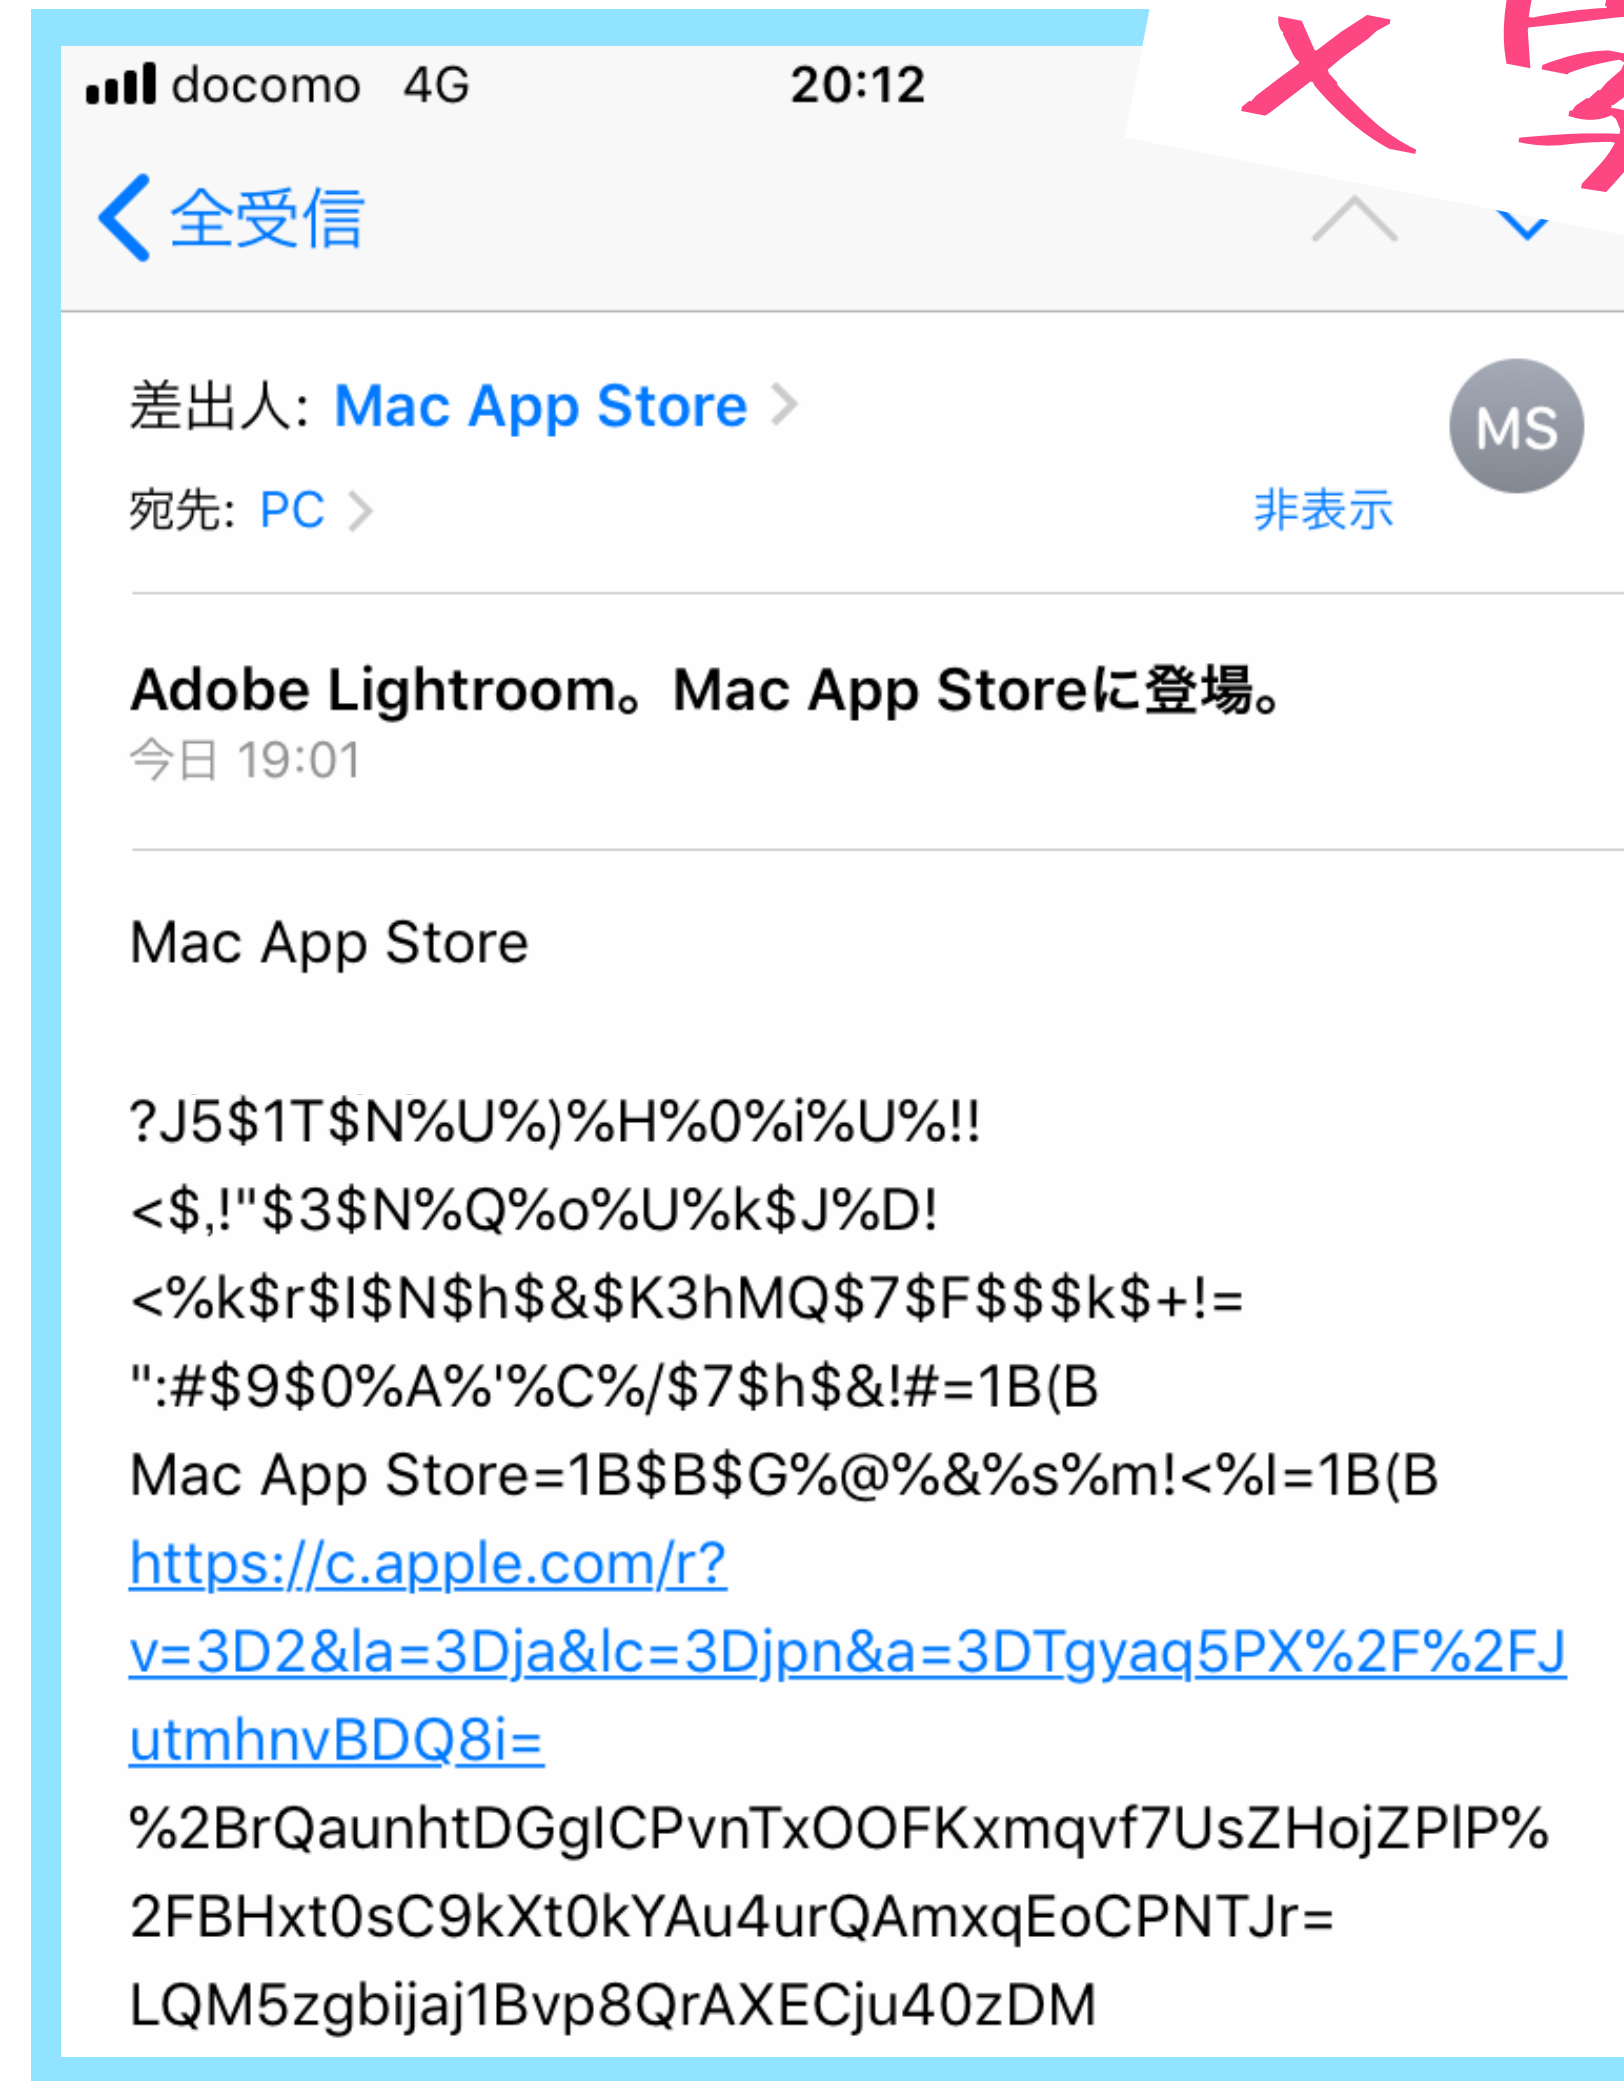 docomo 4G 20:12
全受信
差出人: Mac App Store
MS
宛先: PC
非表示
Adobe Lightroom。Mac App Storeに登場。
今日 19:01
Mac App Store
?J5$1T$N%U%)%H%0%i%U%!!
<$,!"$3$N%Q%o%U%k$J%D!
<%k$r$I$N$h$&$K3hMQ$7$F$$$k$+!=
":#$9$0%A%'%C%/$7$h$&!#=1B(B
Mac App Store=1B$B$G%@%&%s%m!<%I=1B(B
https://c.apple.com/r?
v=3D2&la=3Dja&lc=3Djpn&a=3DTgyaq5PX%2F%2FJ
utmhnvBDQ8i=
%2BrQaunhtDGgICPvnTxOOFKxmqvf7UsZHojZPlP%
2FBHxt0sC9kXt0kYAu4urQAmxqEoCPNTJr=
LQM5zgbijaj1Bvp8QrAXECju40zDM